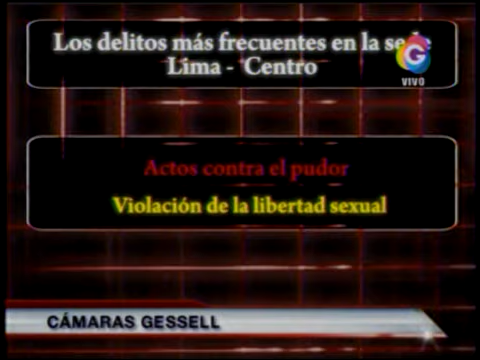 Los delitos más frecuentes en la sede
Lima - Centro
G
VIVO
Actos contra el pudor
Violación de la libertad sexual
CÁMARAS GESSELL